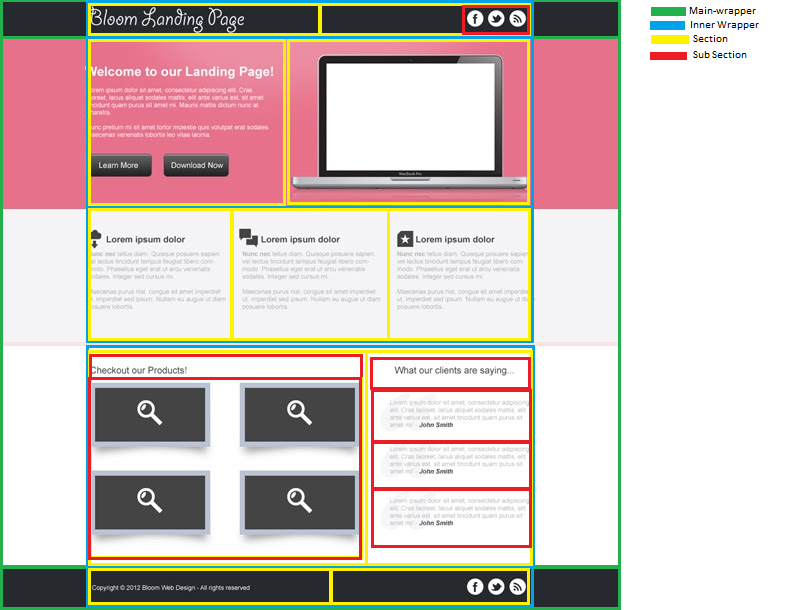 Bloom Landing Page
Main-wrapper
Inner Wrapper
Section
Sub Section
Welcome to our Landing Page!
Lorem ipsum dolor sit amet, consectetur adipiscing elit. Cras
laoreet, lacus aliquet sodales mattis, elit ante varius est, sit amet
tincidunt quam purus sit amet mi. Mauris mattis dictum nunc at
pharetra.
Nunc pretium mi sit amet tortor molestie quis volutpat erat sodales.
Maecenas venenatis lobortis leo vitae lacinia.
Learn More
Download Now
MacBook Pro
Lorem ipsum dolor
Nunc nec tellus diam. Quisque posuere sapien
vel lectus tincidunt tempus feugiat libero com-
modo. Phasellus eget erat ut arcu venenatis
sodales. Integer sed cursus mi.
Maecenas purus nisl, congue sit amet imperdiet
ut, imperdiet sed ipsum. Nullam eu augue ut diam
posuere lobortis.
Lorem ipsum dolor
Nunc nec tellus diam. Quisque posuere sapien
vel lectus tincidunt tempus feugiat libero com-
modo. Phasellus eget erat ut arcu venenatis
sodales. Integer sed cursus mi.
Maecenas purus nisl, congue sit amet imperdiet
ut, imperdiet sed ipsum. Nullam eu augue ut diam
posuere lobortis.
Lorem ipsum dolor
Nunc nec tellus diam. Quisque posuere sapien
vel lectus tincidunt tempus feugiat libero com-
modo. Phasellus eget erat ut arcu venenatis
sodales. Integer sed cursus mi.
Maecenas purus nisl, congue sit amet imperdiet
ut, imperdiet sed ipsum. Nullam eu augue ut diam
posuere lobortis.
Checkout our Products!
What our clients are saying...
Lorem ipsum dolor sit amet, consectetur adipiscing
elit. Cras laoreet, lacus aliquet sodales mattis, elit
ante varius est, sit amet tincidunt quam purus sit
amet mi! - John Smith
Lorem ipsum dolor sit amet, consectetur adipiscing
elit. Cras laoreet, lacus aliquet sodales mattis, elit
ante varius est, sit amet tincidunt quam purus sit
amet mi! - John Smith
Lorem ipsum dolor sit amet, consectetur adipiscing
elit. Cras laoreet, lacus aliquet sodales mattis, elit
ante varius est, sit amet tincidunt quam purus sit
amet mi! - John Smith
Copyright © 2012 Bloom Web Design - All rights reserved